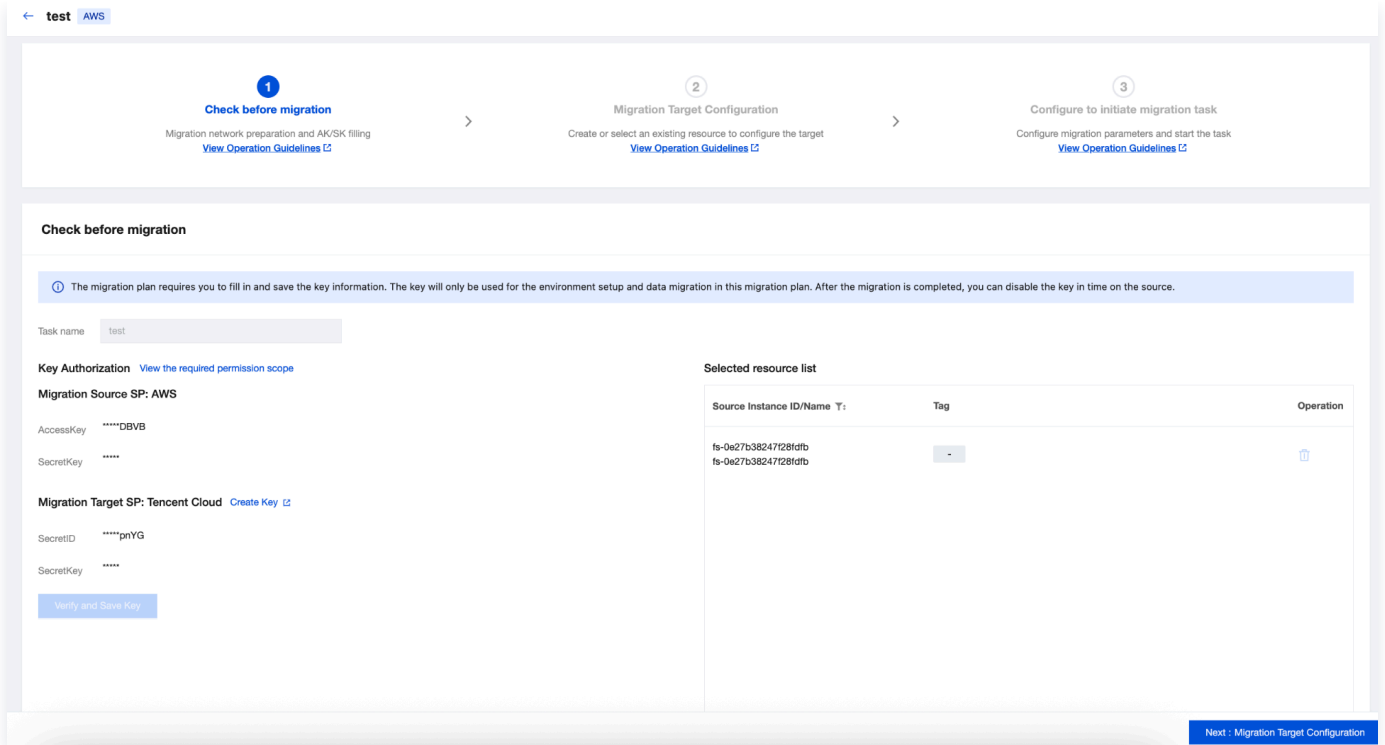 test AWS
1
Check before migration
Migration network preparation and AK/SK filling
View Operation Guidelines
2
Migration Target Configuration
Create or select an existing resource to configure the target
View Operation Guidelines
3
Configure to initiate migration task
Configure migration parameters and start the task
View Operation Guidelines
Check before migration
The migration plan requires you to fill in and save the key information. The key will only be used for the environment setup and data migration in this migration plan. After the migration is completed, you can disable the key in time on the source.
Task name test
Key Authorization View the required permission scope
Migration Source SP: AWS
AccessKey *****DBVB
SecretKey *****
Migration Target SP: Tencent Cloud Create Key
SecretID *****pnYG
SecretKey *****
Verify and Save Key
Selected resource list
Source Instance ID/Name Tag Operation
fs-0e27b38247f28fdfb
fs-0e27b38247f28fdfb
-
Next : Migration Target Configuration